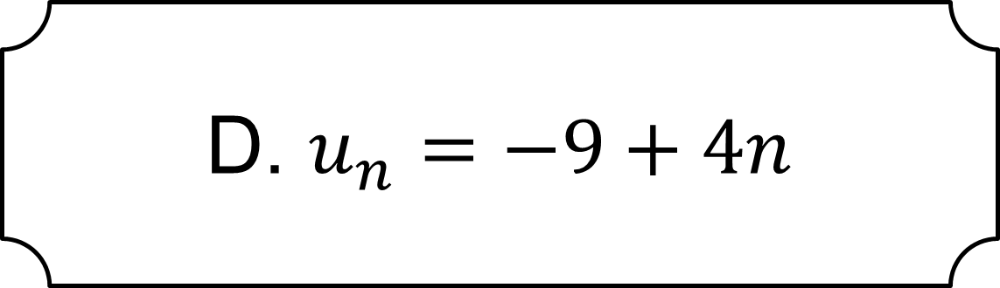 D. uₙ = −9 + 4n